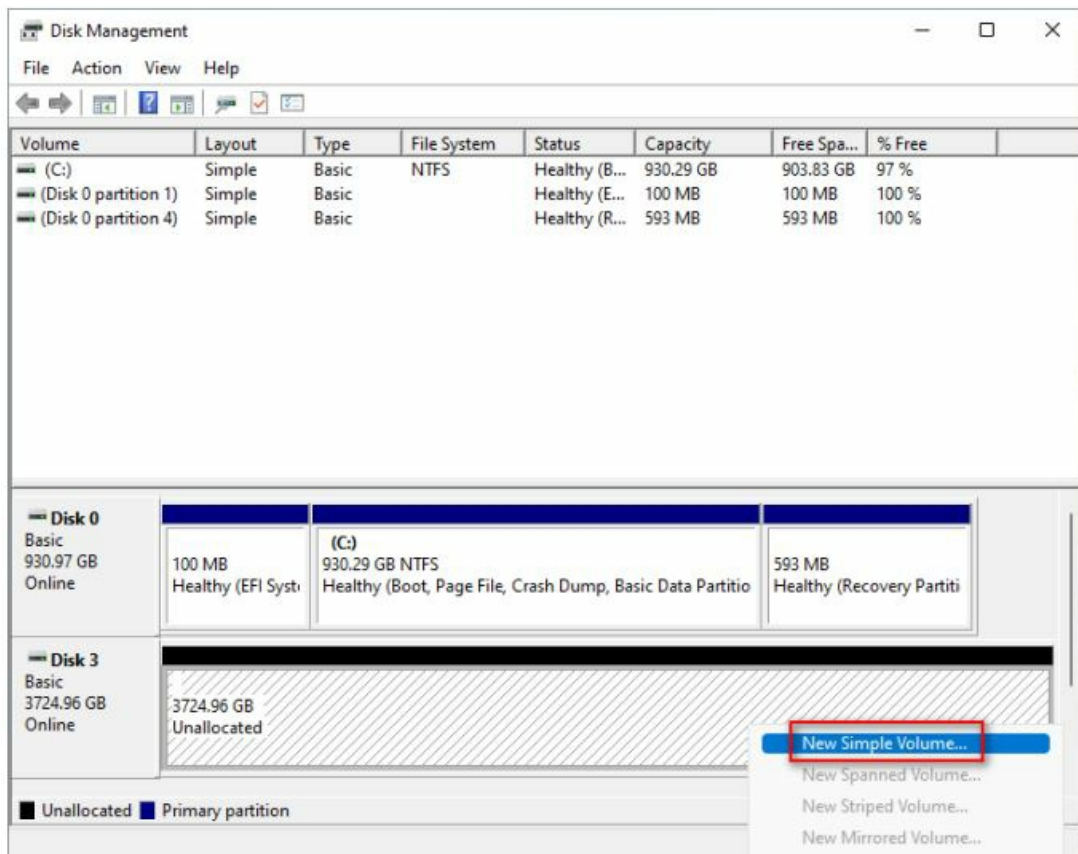 Disk Management
File Action View Help
Volume Layout Type File System Status Capacity Free Spa... % Free
(C:) Simple Basic NTFS Healthy (B... 930.29 GB 903.83 GB 97 %
(Disk 0 partition 1) Simple Basic Healthy (E... 100 MB 100 MB 100 %
(Disk 0 partition 4) Simple Basic Healthy (R... 593 MB 593 MB 100 %
Disk 0
Basic
930.97 GB
Online
100 MB
Healthy (EFI Syst
(C:)
930.29 GB NTFS
Healthy (Boot, Page File, Crash Dump, Basic Data Partitio
593 MB
Healthy (Recovery Partiti
Disk 3
Basic
3724.96 GB
Online
3724.96 GB
Unallocated
New Simple Volume...
New Spanned Volume...
New Striped Volume...
New Mirrored Volume...
Unallocated Primary partition